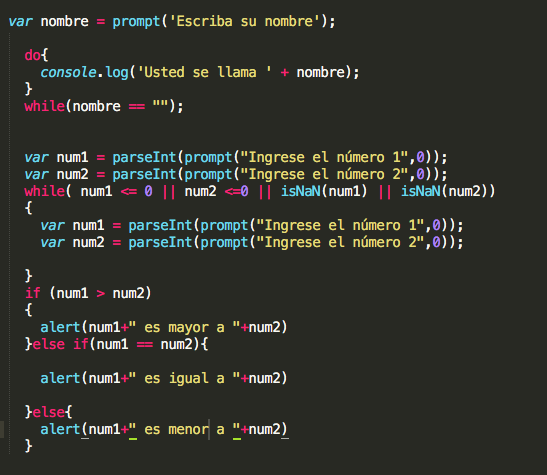 var nombre = prompt('Escriba su nombre');
do{
console.log('Usted se llama ' + nombre);
}
while(nombre == "");
var num1 = parseInt(prompt("Ingrese el número 1",0));
var num2 = parseInt(prompt("Ingrese el número 2",0));
while( num1 <= 0 || num2 <=0 || isNaN(num1) || isNaN(num2))
{
var num1 = parseInt(prompt("Ingrese el número 1",0));
var num2 = parseInt(prompt("Ingrese el número 2",0));
}
if (num1 > num2)
{
alert(num1+" es mayor a "+num2)
}else if(num1 == num2){
alert(num1+" es igual a "+num2)
}else{
alert(num1+" es menor a "+num2)
}